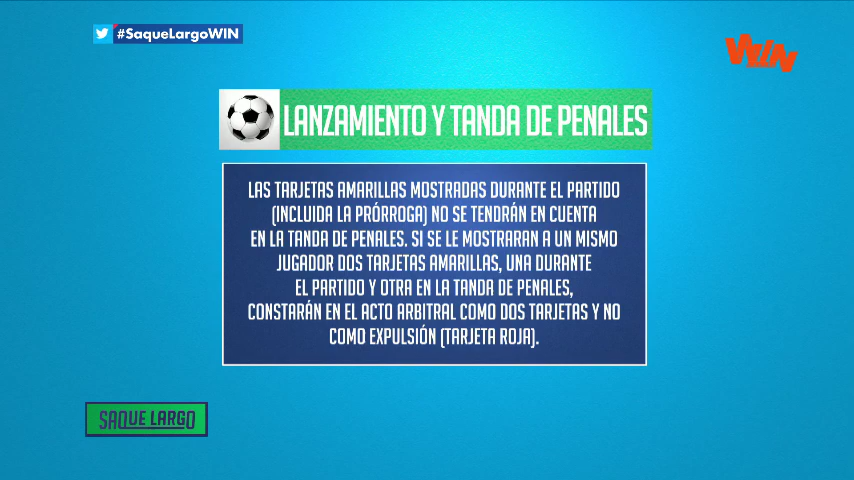 #SaqueLargoWIN
WIN
LANZAMIENTO Y TANDA DE PENALES
LAS TARJETAS AMARILLAS MOSTRADAS DURANTE EL PARTIDO
(INCLUIDA LA PRÓRROGA) NO SE TENDRÁN EN CUENTA
EN LA TANDA DE PENALES. SI SE LE MOSTRARAN A UN MISMO
JUGADOR DOS TARJETAS AMARILLAS, UNA DURANTE
EL PARTIDO Y OTRA EN LA TANDA DE PENALES,
CONSTARÁN EN EL ACTO ARBITRAL COMO DOS TARJETAS Y NO
COMO EXPULSIÓN (TARJETA ROJA).
SAQUE LARGO